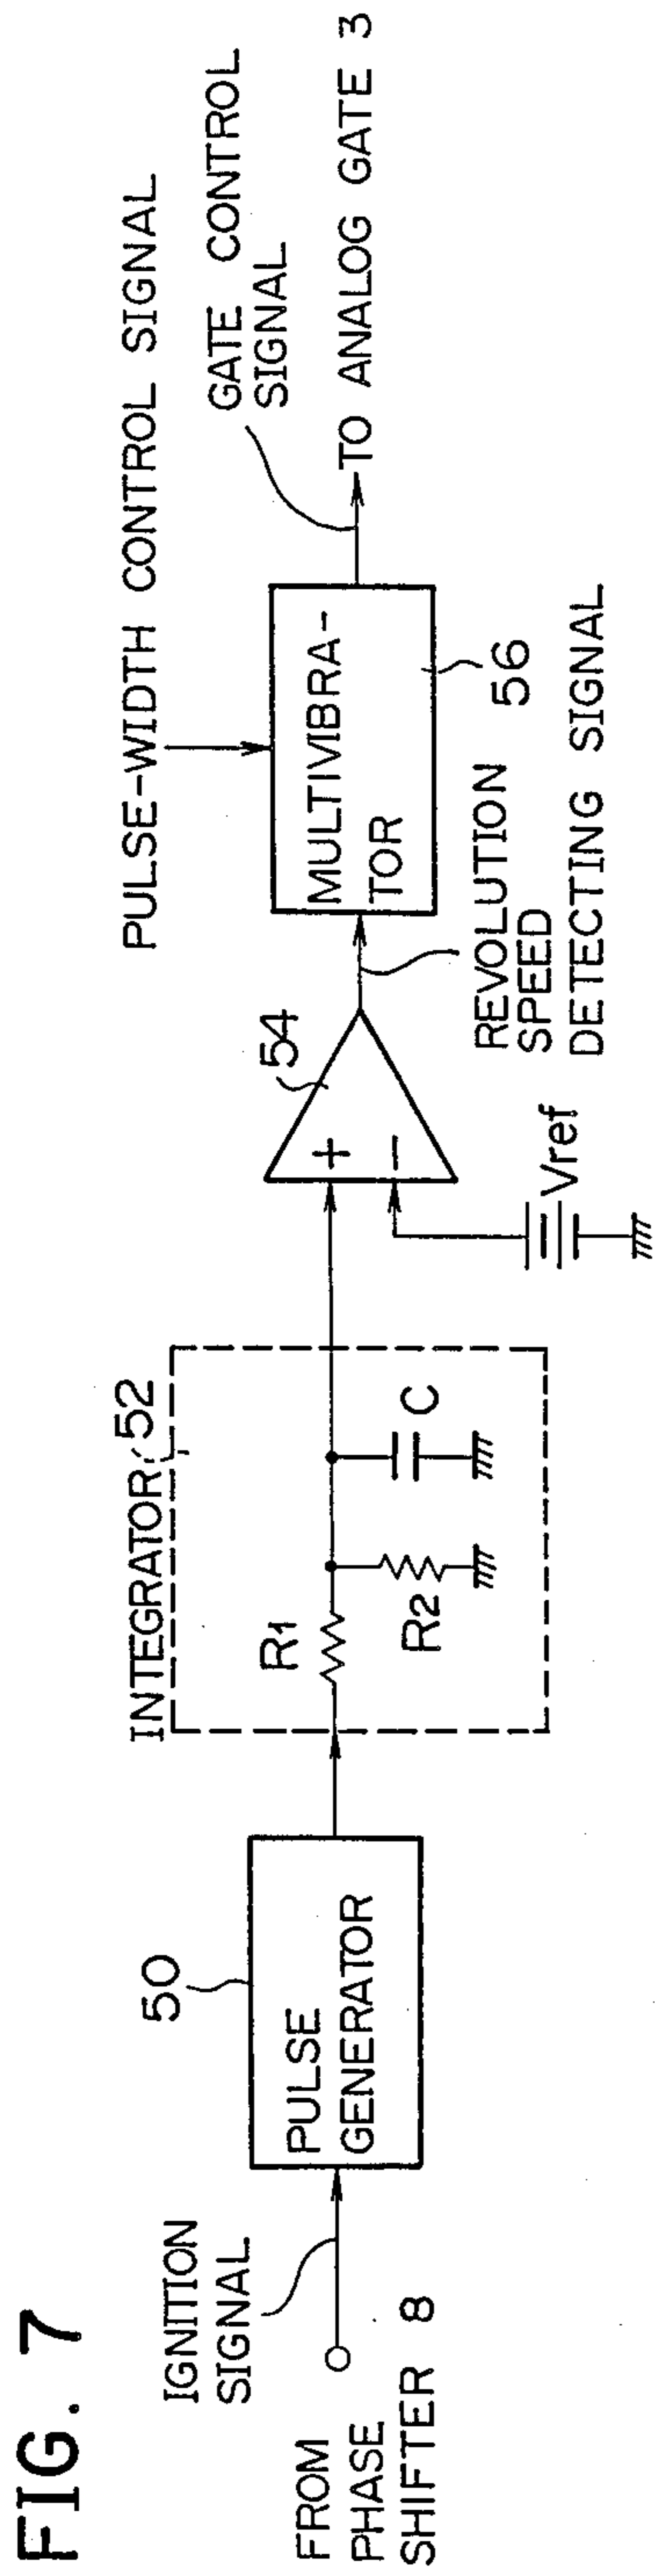 FIG. 7
IGNITION
SIGNAL
FROM
PHASE
SHIFTER 8
50
PULSE
GENERATOR
INTEGRATOR 52
R1
R2
C
54
+
−
Vref
REVOLUTION
SPEED
DETECTING SIGNAL
PULSE-WIDTH CONTROL SIGNAL
MULTIVIBRA-
TOR
56
GATE CONTROL
SIGNAL
TO ANALOG GATE 3